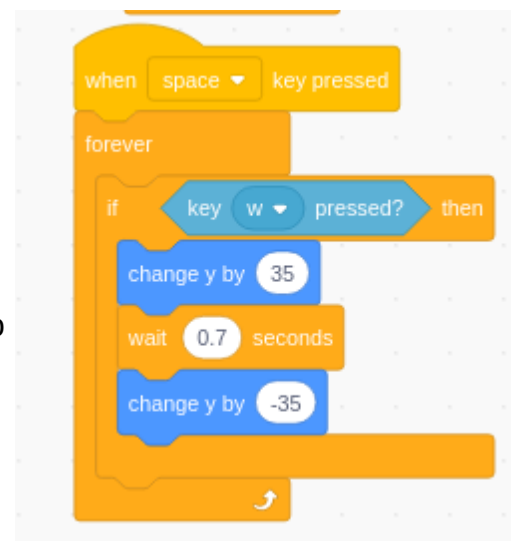 when space key pressed
forever
if key w pressed? then
change y by 35
wait 0.7 seconds
change y by -35